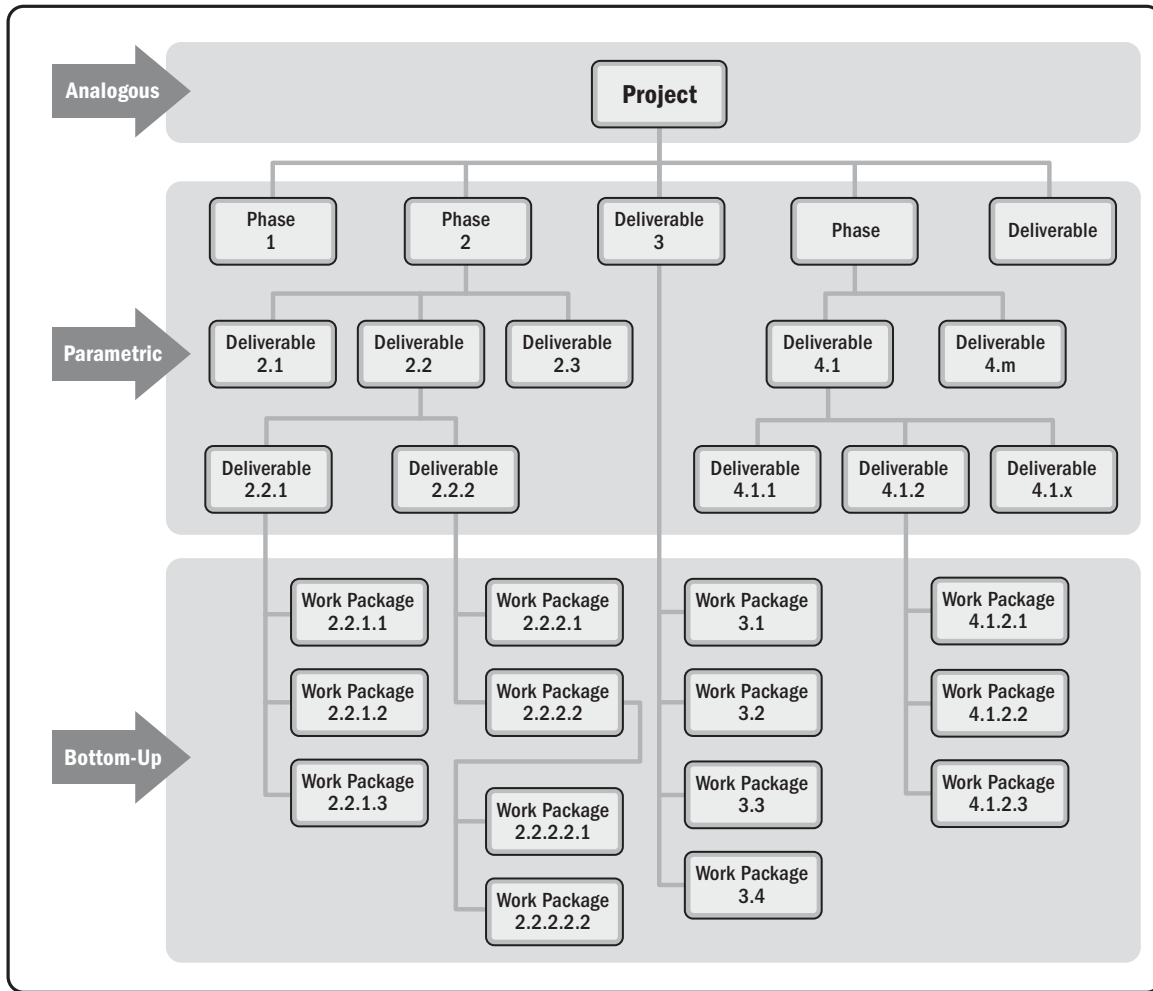 Analogous
Project
Phase
1
Phase
2
Deliverable
3
Phase
Deliverable
Parametric
Deliverable
2.1
Deliverable
2.2
Deliverable
2.3
Deliverable
4.1
Deliverable
4.m
Deliverable
2.2.1
Deliverable
2.2.2
Deliverable
4.1.1
Deliverable
4.1.2
Deliverable
4.1.x
Bottom-Up
Work Package
2.2.1.1
Work Package
2.2.1.2
Work Package
2.2.1.3
Work Package
2.2.2.1
Work Package
2.2.2.2
Work Package
2.2.2.2.1
Work Package
2.2.2.2.2
Work Package
3.1
Work Package
3.2
Work Package
3.3
Work Package
3.4
Work Package
4.1.2.1
Work Package
4.1.2.2
Work Package
4.1.2.3